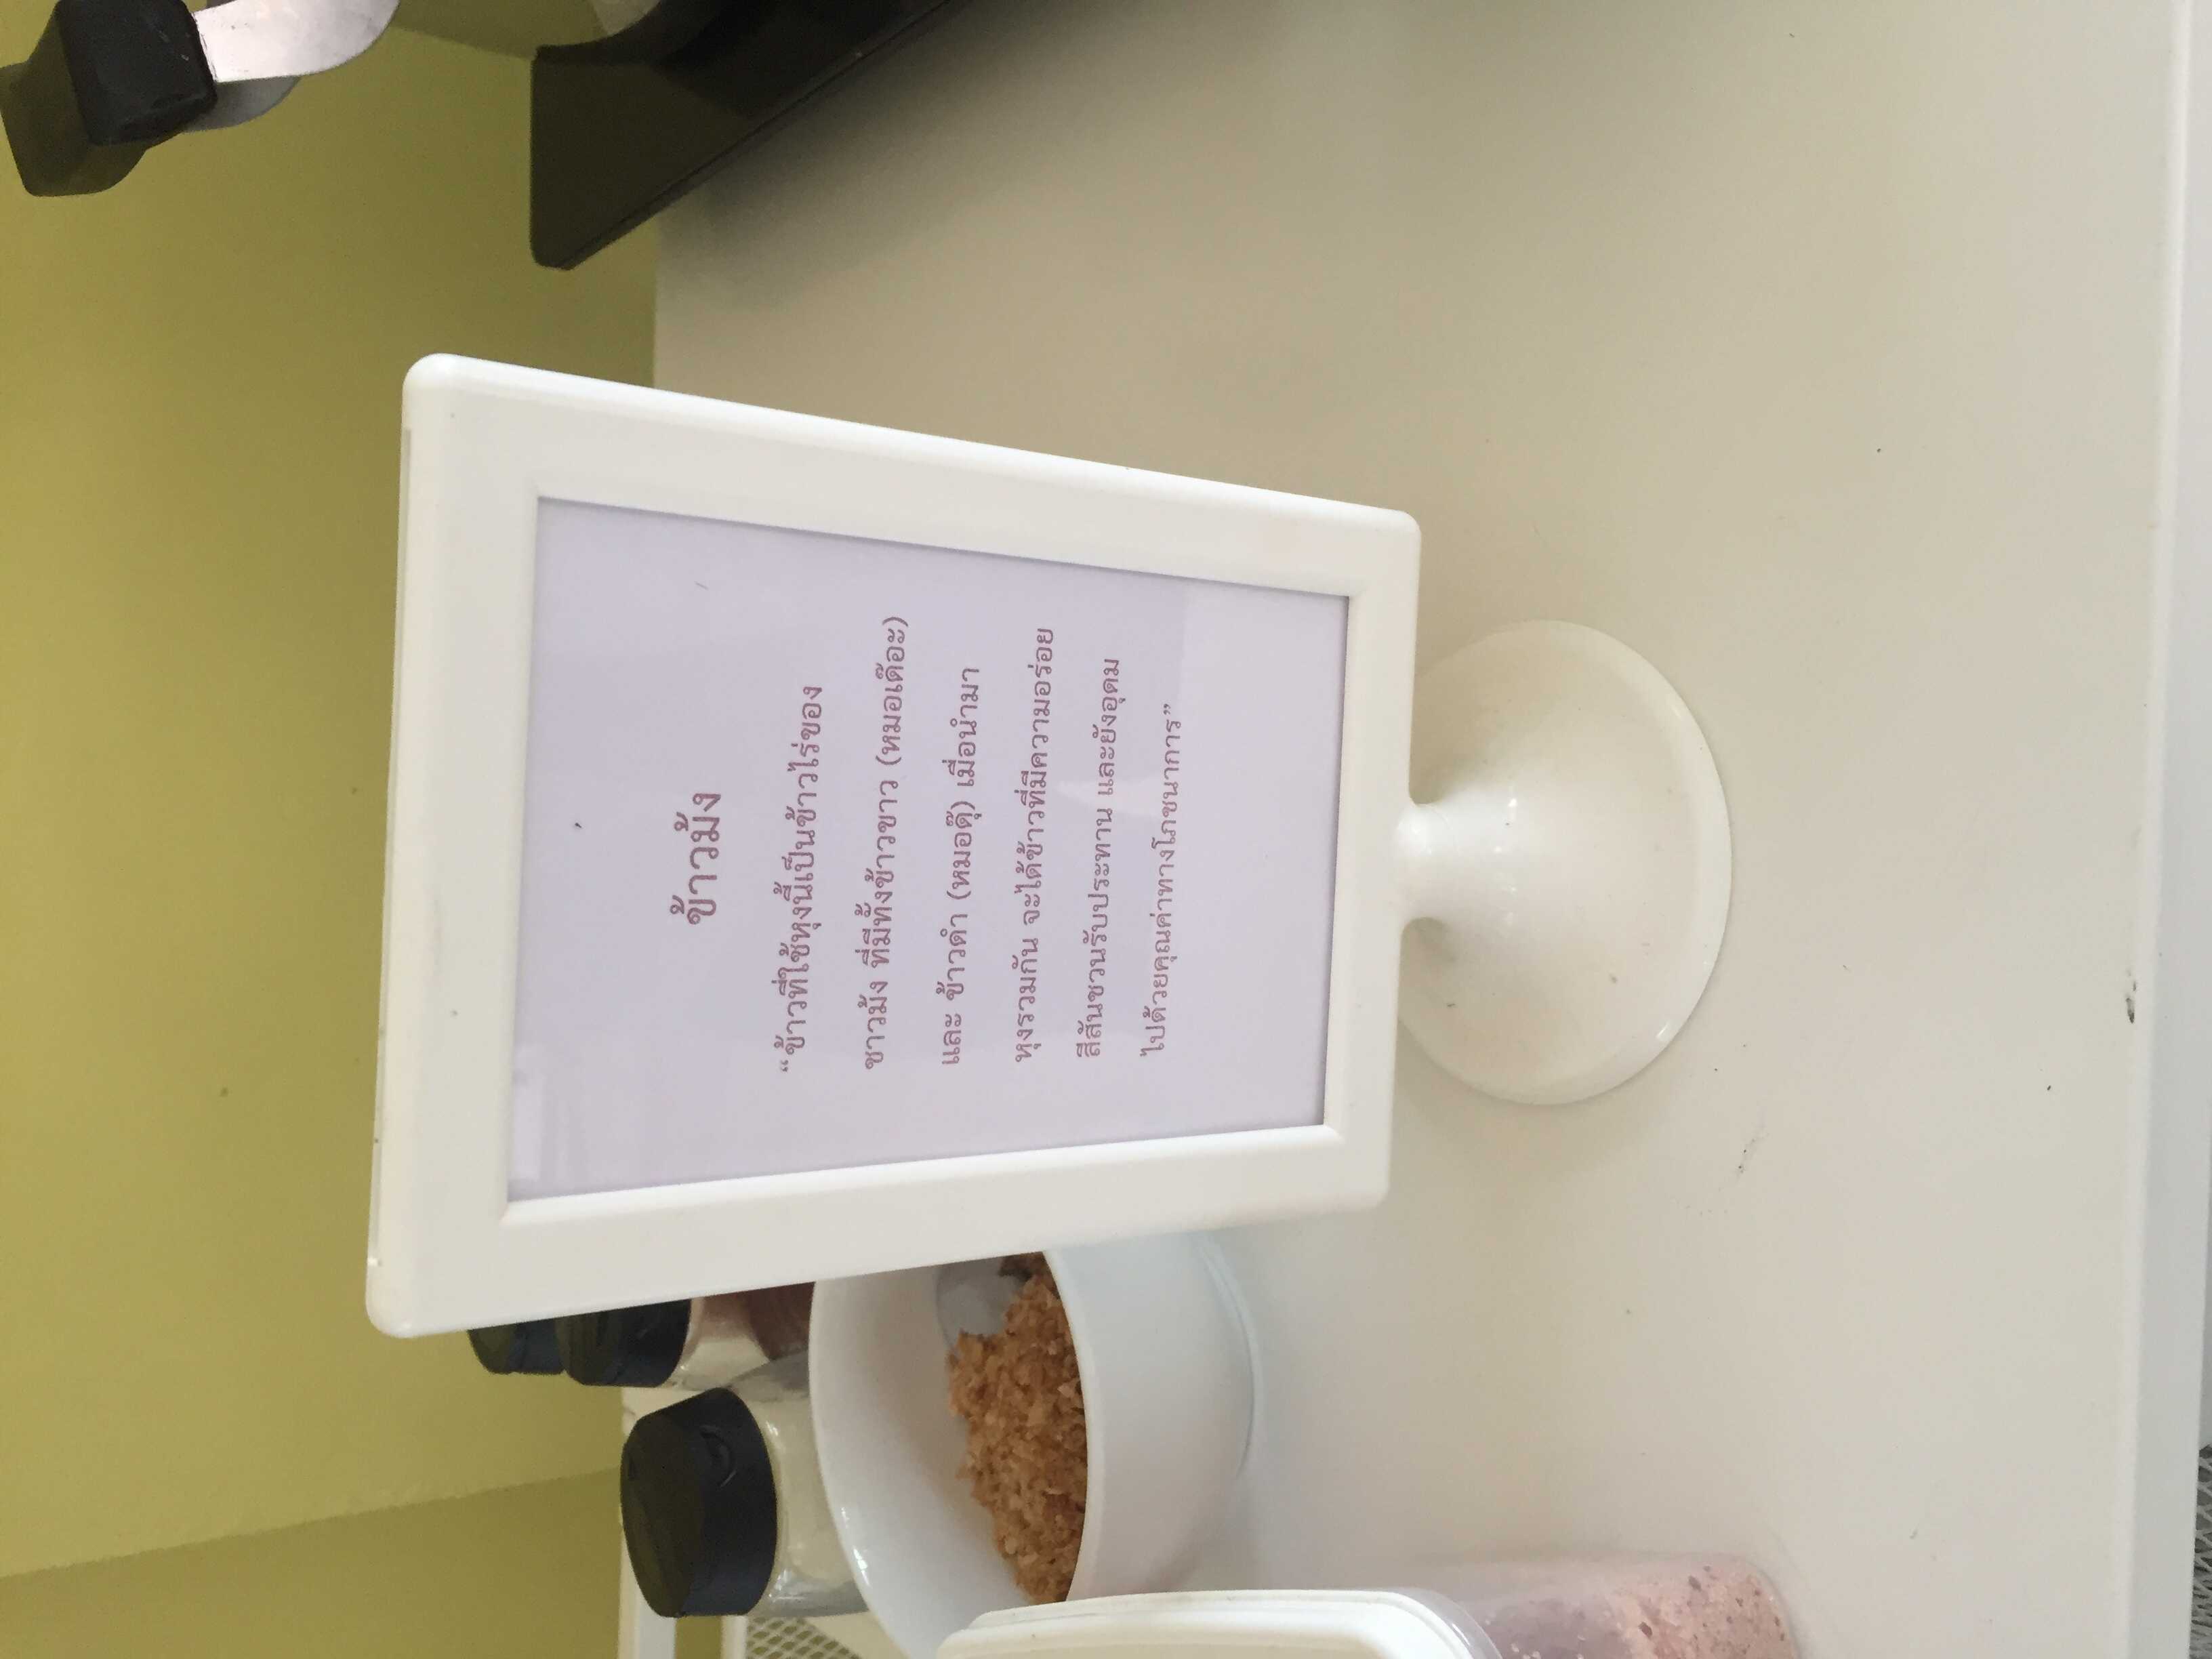 ข้าวม้ง
“ข้าวที่ใช้หุงนี้เป็นข้าวไร่ของ
ชาวม้ง ที่มีทั้งข้าวขาว (หมอเด๊อะ)
และ ข้าวดำ (หมอดุ๊) เมื่อนำมา
หุงรวมกัน จะได้ข้าวที่มีความอร่อย
สีสันชวนรับประทาน และยังอุดม
ไปด้วยคุณค่าทางโภชนาการ”